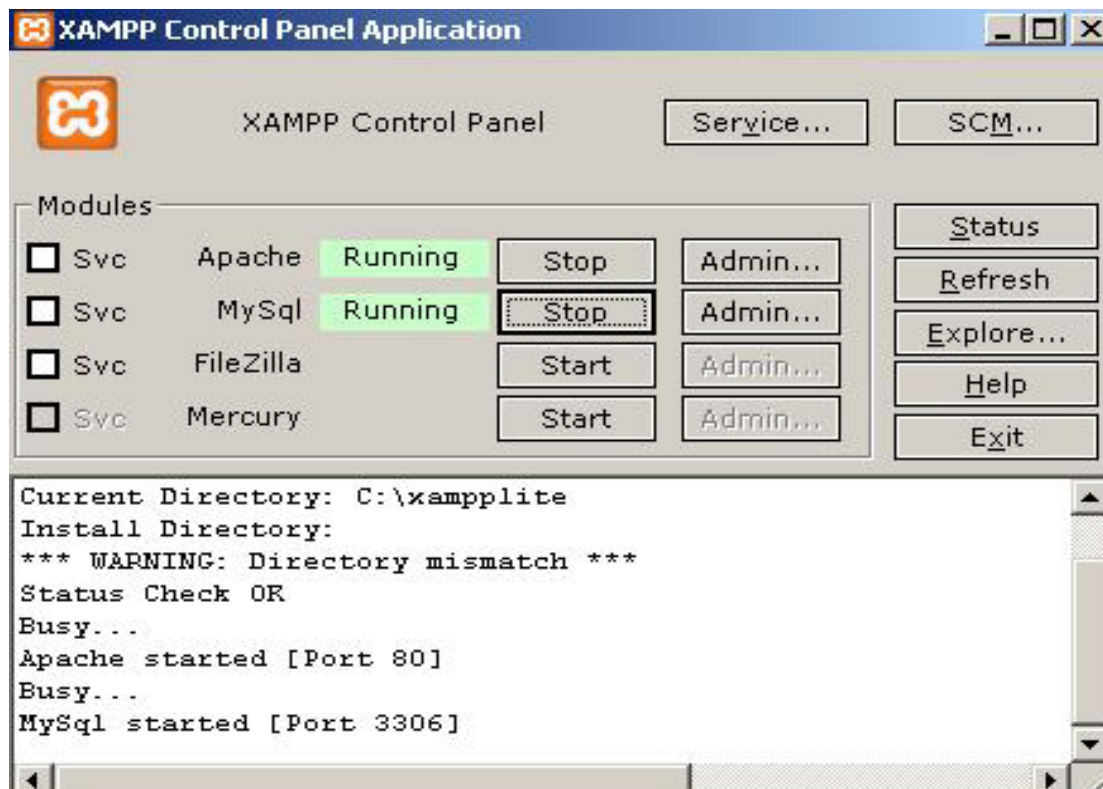 XAMPP Control Panel Application
XAMPP Control Panel Service... SCM...
Modules
Svc Apache Running Stop Admin...
Svc MySql Running Stop Admin...
Svc FileZilla Start Admin...
Svc Mercury Start Admin...
Status
Refresh
Explore...
Help
Exit
Current Directory: C:\xampplite
Install Directory:
*** WARNING: Directory mismatch ***
Status Check OK
Busy...
Apache started [Port 80]
Busy...
MySql started [Port 3306]